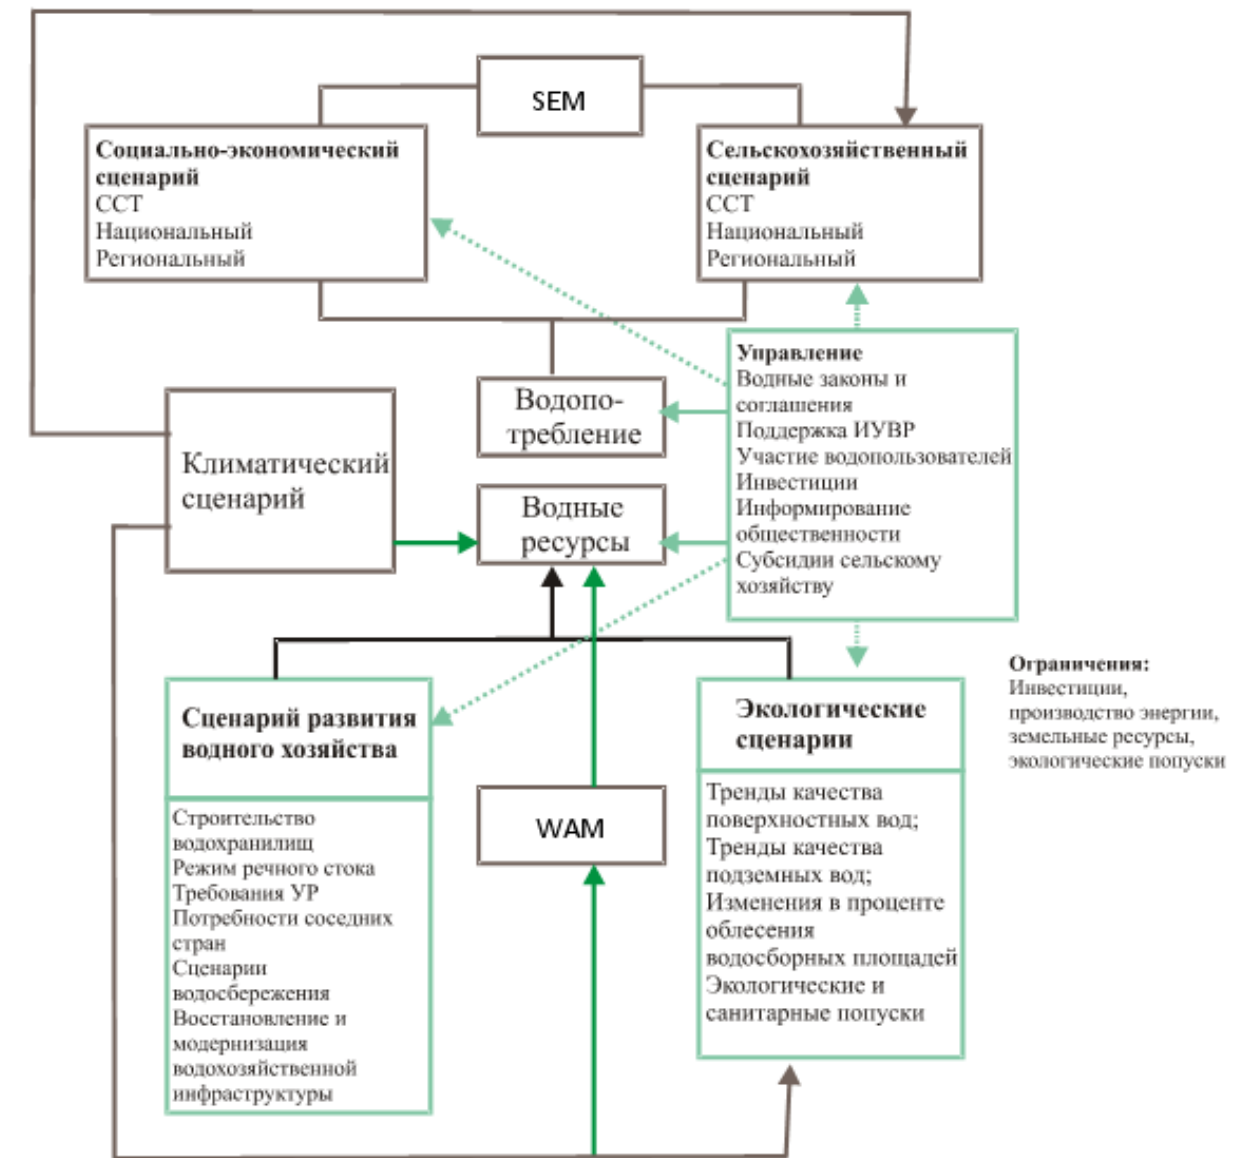 SEM
Социально-экономический
сценарий
ССТ
Национальный
Региональный
Сельскохозяйственный
сценарий
ССТ
Национальный
Региональный
Управление
Водные законы и
соглашения
Поддержка ИУВР
Участие водопользователей
Инвестиции
Информирование
общественности
Субсидии сельскому
хозяйству
Водопо-
требление
Климатический
сценарий
Водные
ресурсы
Ограничения:
Инвестиции,
производство энергии,
земельные ресурсы,
экологические попуски
Сценарий развития
водного хозяйства
Строительство
водохранилищ
Режим речного стока
Требования УР
Потребности соседних
стран
Сценарии
водосбережения
Восстановление и
модернизация
водохозяйственной
инфраструктуры
WAM
Экологические
сценарии
Тренды качества
поверхностных вод;
Тренды качества
подземных вод;
Изменения в проценте
облесения
водосборных площадей
Экологические и
санитарные попуски